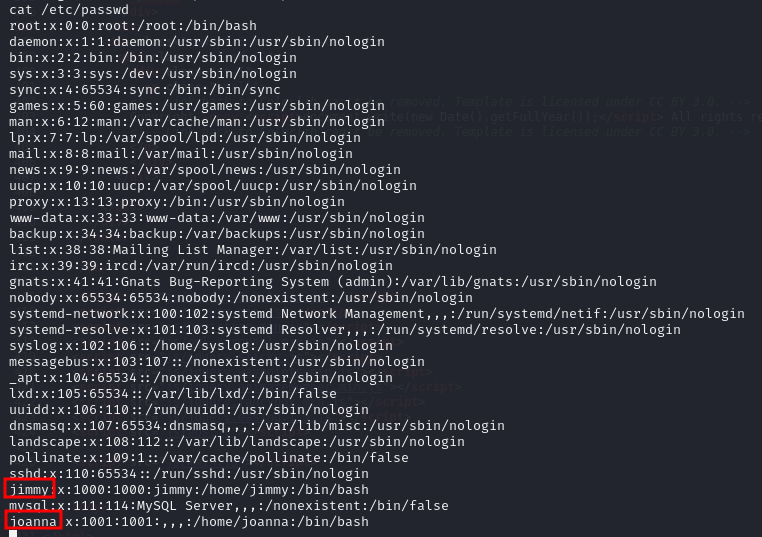 cat /etc/passwd
root:x:0:0:root:/root:/bin/bash
daemon:x:1:1:daemon:/usr/sbin:/usr/sbin/nologin
bin:x:2:2:bin:/bin:/usr/sbin/nologin
sys:x:3:3:sys:/dev:/usr/sbin/nologin
sync:x:4:65534:sync:/bin:/bin/sync
games:x:5:60:games:/usr/games:/usr/sbin/nologin
man:x:6:12:man:/var/cache/man:/usr/sbin/nologin
lp:x:7:7:lp:/var/spool/lpd:/usr/sbin/nologin
mail:x:8:8:mail:/var/mail:/usr/sbin/nologin
news:x:9:9:news:/var/spool/news:/usr/sbin/nologin
uucp:x:10:10:uucp:/var/spool/uucp:/usr/sbin/nologin
proxy:x:13:13:proxy:/bin:/usr/sbin/nologin
www-data:x:33:33:www-data:/var/www:/usr/sbin/nologin
backup:x:34:34:backup:/var/backups:/usr/sbin/nologin
list:x:38:38:Mailing List Manager:/var/list:/usr/sbin/nologin
irc:x:39:39:ircd:/var/run/ircd:/usr/sbin/nologin
gnats:x:41:41:Gnats Bug-Reporting System (admin):/var/lib/gnats:/usr/sbin/nologin
nobody:x:65534:65534:nobody:/nonexistent:/usr/sbin/nologin
systemd-network:x:100:102:systemd Network Management,,,:/run/systemd/netif:/usr/sbin/nologin
systemd-resolve:x:101:103:systemd Resolver,,,:/run/systemd/resolve:/usr/sbin/nologin
syslog:x:102:106::/home/syslog:/usr/sbin/nologin
messagebus:x:103:107::/nonexistent:/usr/sbin/nologin
_apt:x:104:65534::/nonexistent:/usr/sbin/nologin
lxd:x:105:65534::/var/lib/lxd/:/bin/false
uuidd:x:106:110::/run/uuidd:/usr/sbin/nologin
dnsmasq:x:107:65534:dnsmasq,,,:/var/lib/misc:/usr/sbin/nologin
landscape:x:108:112::/var/lib/landscape:/usr/sbin/nologin
pollinate:x:109:1::/var/cache/pollinate:/bin/false
sshd:x:110:65534::/run/sshd:/usr/sbin/nologin
jimmy:x:1000:1000:jimmy:/home/jimmy:/bin/bash
mysql:x:111:114:MySQL Server,,,:/nonexistent:/bin/false
joanna:x:1001:1001:,,,:/home/joanna:/bin/bash